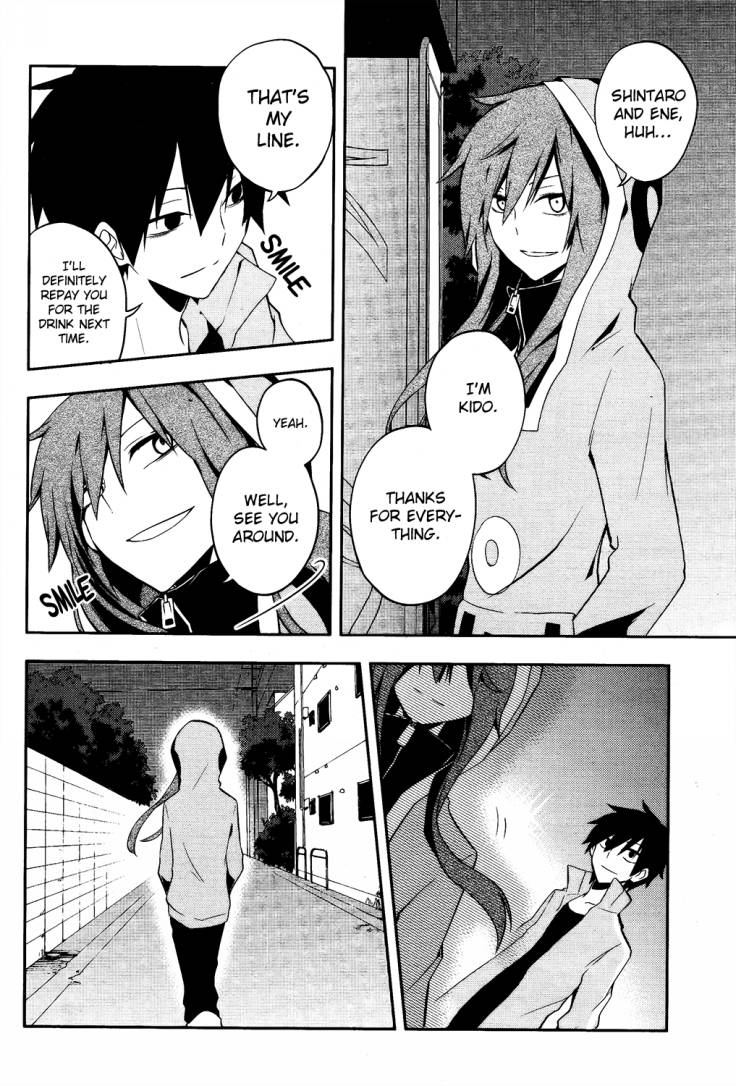 SHINTARO
AND ENE,
HUH...
I'M
KIDO.
THANKS
FOR EVERY-
THING.
THAT'S
MY
LINE.
SMILE
I'LL
DEFINITELY
REPAY YOU
FOR THE
DRINK NEXT
TIME.
YEAH.
WELL,
SEE YOU
AROUND.
SMILE